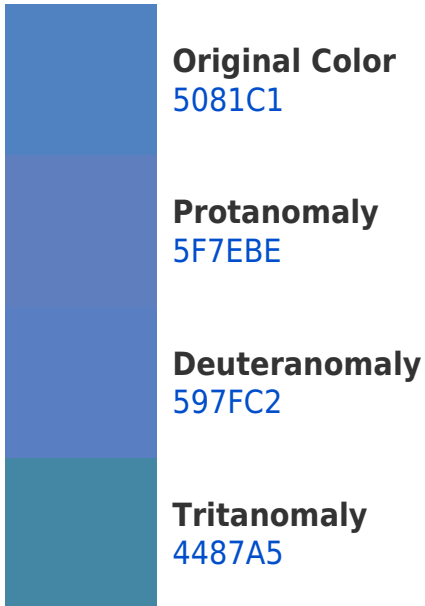 Original Color
5081C1
Protanomaly
5F7EBE
Deuteranomaly
597FC2
Tritanomaly
4487A5